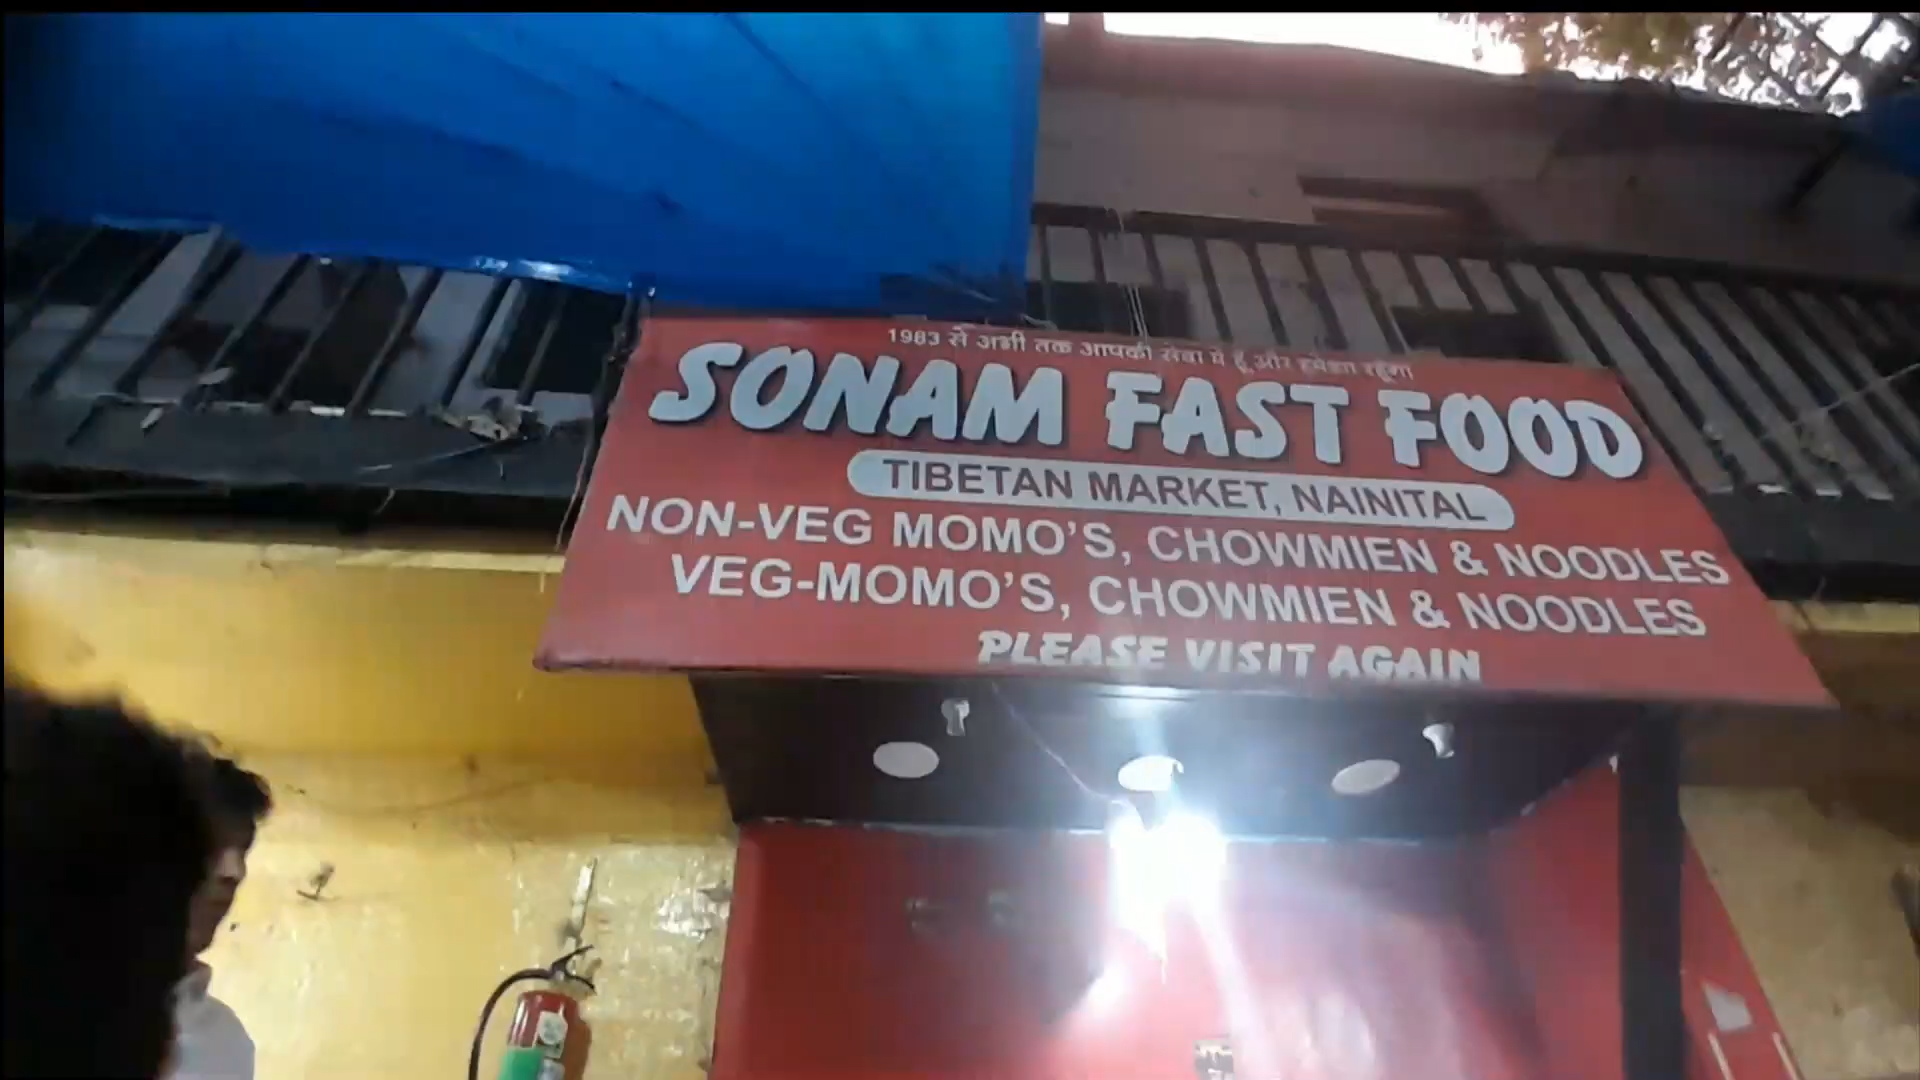 1983 से अभी तक आपकी सेवा में हूँ और हमेशा रहूँगा
SONAM FAST FOOD
TIBETAN MARKET, NAINITAL
NON-VEG MOMO'S, CHOWMIEN & NOODLES
VEG-MOMO'S, CHOWMIEN & NOODLES
PLEASE VISIT AGAIN